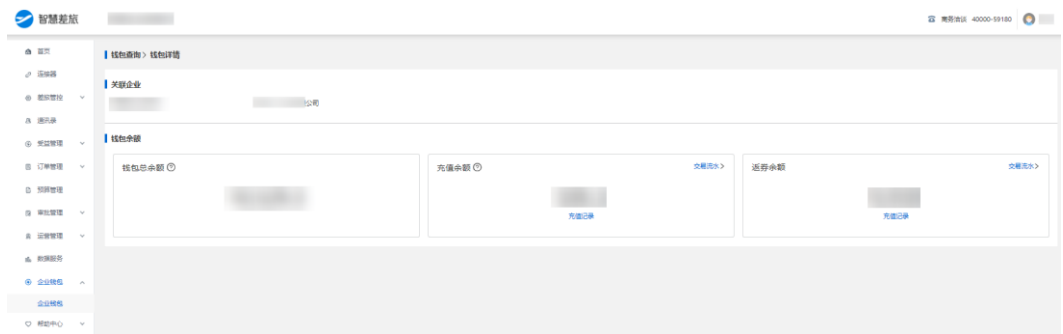 智慧差旅
商务洽谈 40000-59180
首页
连接器
差旅管控
通讯录
受益管理
订单管理
预算管理
审批管理
运营管理
数据服务
企业钱包
企业钱包
帮助中心
钱包查询 > 钱包详情
关联企业
公司
钱包余额
钱包总余额
充值余额
交易流水 >
充值记录
返券余额
交易流水 >
充值记录